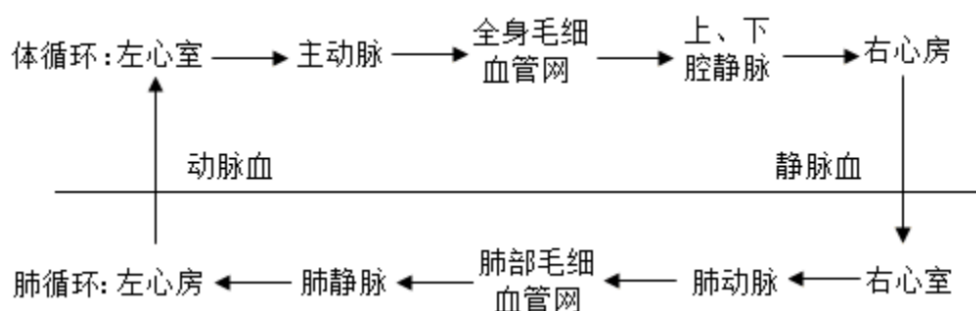 体循环:左心室 主动脉 全身毛细 上、下 右心房
血管网 腔静脉
动脉血 静脉血
肺循环:左心房 肺静脉 肺部毛细 肺动脉 右心室
血管网